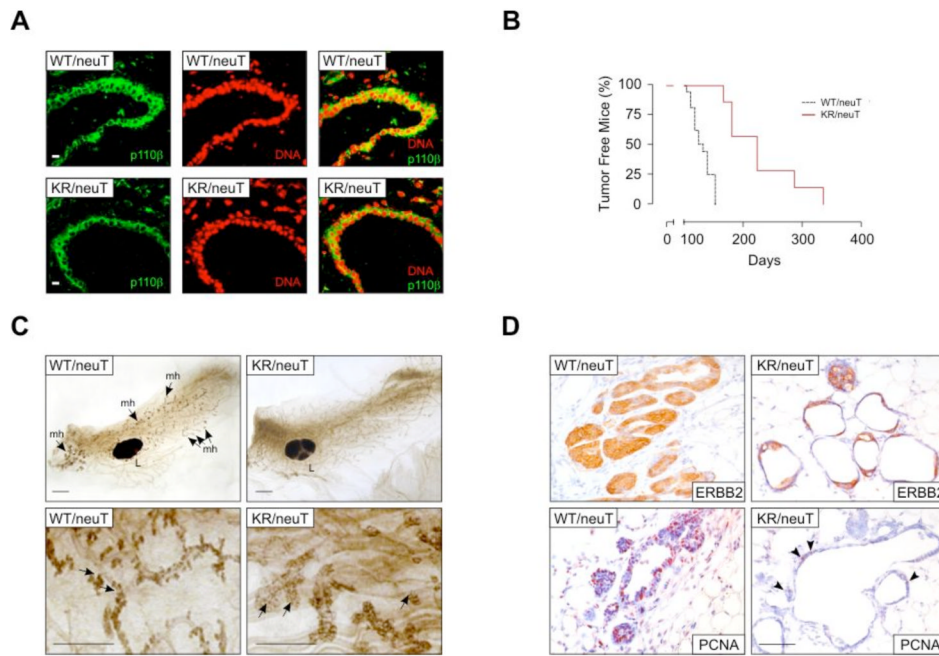 A
WT/neuT
p110β
WT/neuT
DNA
WT/neuT
DNA
p110β
KR/neuT
p110β
KR/neuT
DNA
KR/neuT
DNA
p110β
B
Tumor Free Mice (%)
100
75
50
25
0
WT/neuT
KR/neuT
0 100 200 300 400
Days
C
WT/neuT
mh
mh
mh
mh
L
KR/neuT
L
WT/neuT
KR/neuT
D
WT/neuT
ERBB2
KR/neuT
ERBB2
WT/neuT
PCNA
KR/neuT
PCNA